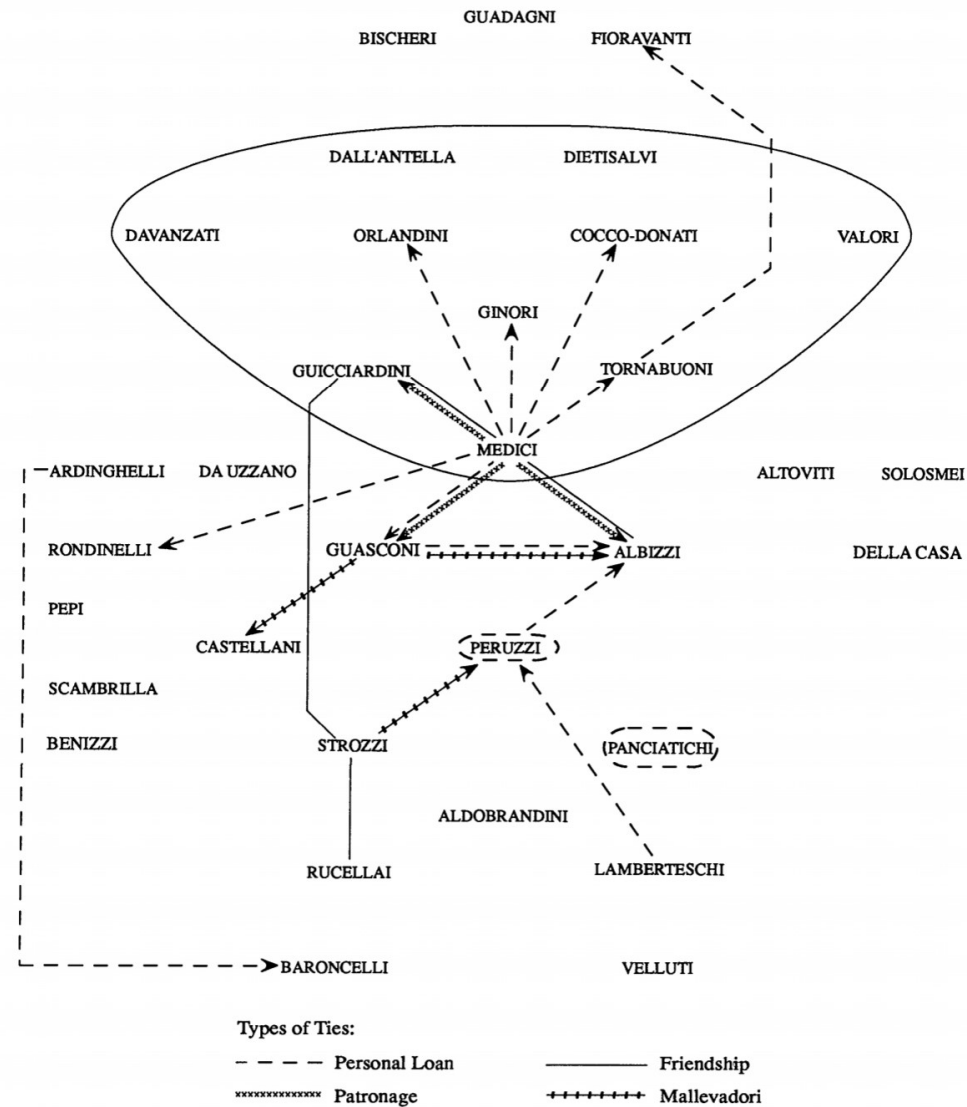 GUADAGNI
BISCHERI FIORAVANTI
DALL'ANTELLA DIETISALVI
DAVANZATI ORLANDINI COCCO-DONATI VALORI
GINORI
GUICCIARDINI TORNABUONI
MEDICI
ARDINGHELLI DA UZZANO ALTOVITI SOLOSMEI
RONDINELLI GUASCONI ALBIZZI DELLA CASA
PEPI
CASTELLANI PERUZZI
SCAMBRILLA
BENIZZI STROZZI PANCIATICHI
ALDOBRANDINI
RUCELLAI LAMBERTESCHI
BARONCELLI VELLUTI
Types of Ties:
Personal Loan Friendship
Patronage Mallevadori